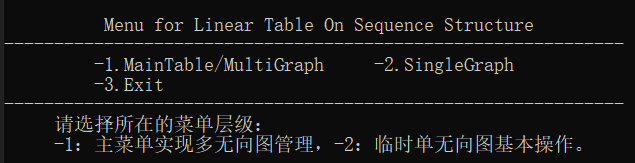 Menu for Linear Table On Sequence Structure
--------------------------------------------------------------
-1.MainTable/MultiGraph -2.SingleGraph
-3.Exit
--------------------------------------------------------------
请选择所在的菜单层级:
-1: 主菜单实现多无向图管理，-2: 临时单无向图基本操作。